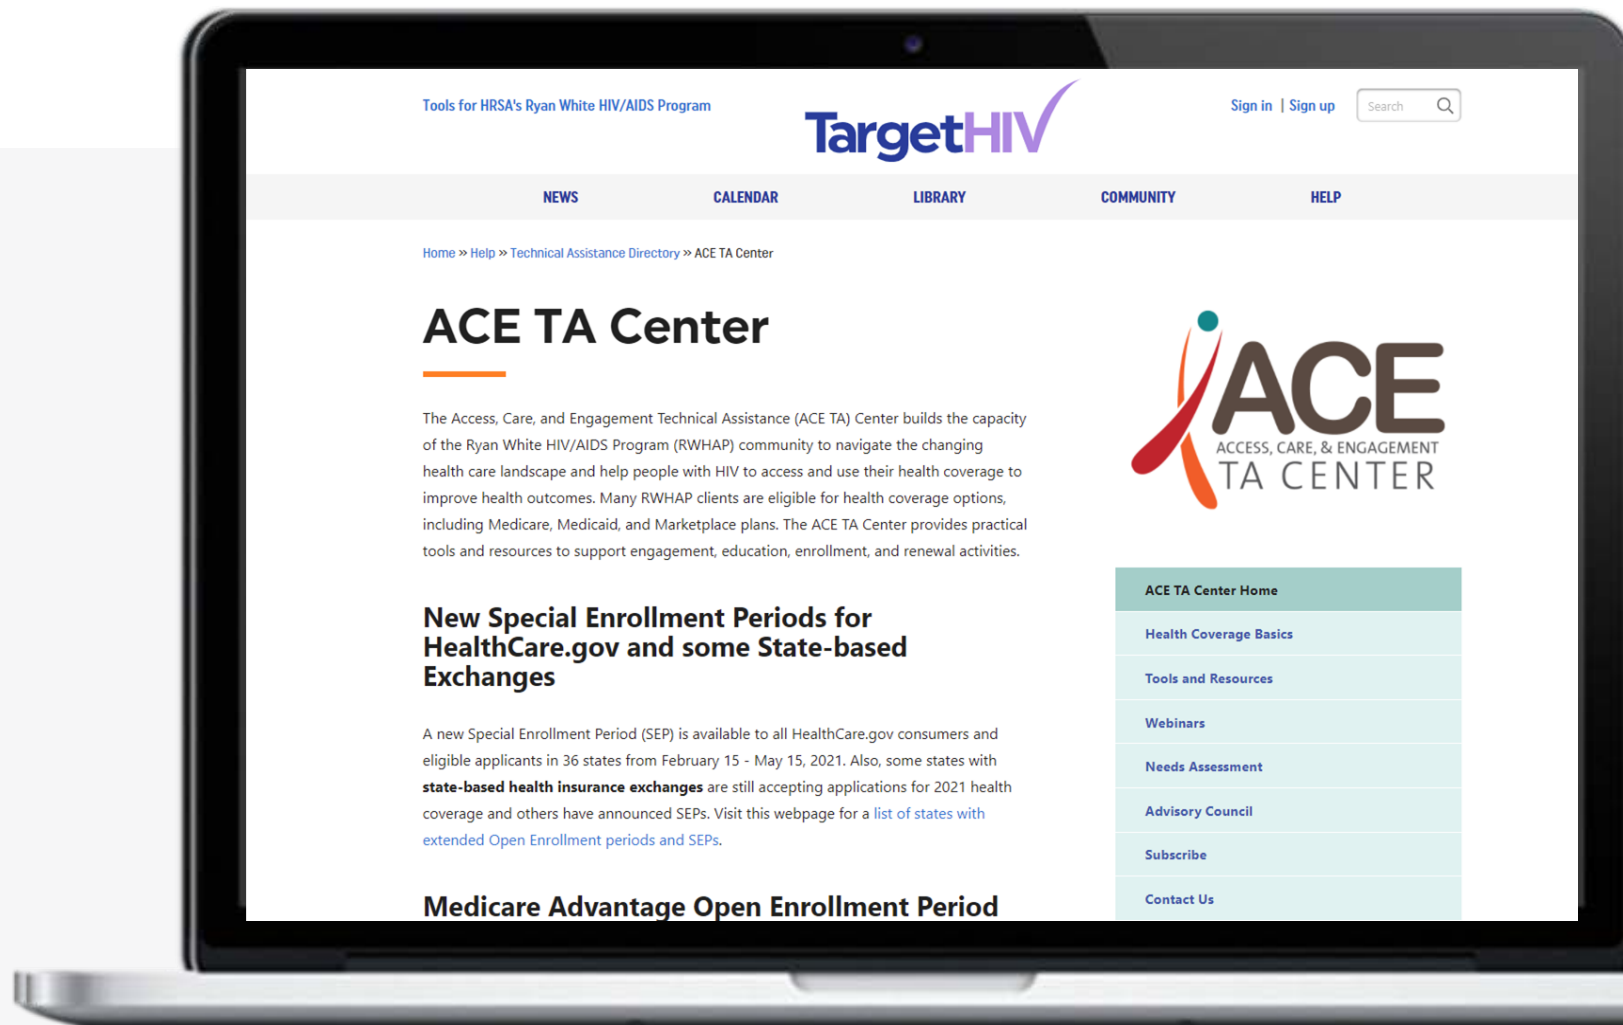 Tools for HRSA's Ryan White HIV/AIDS Program
TargetHIV
Sign in | Sign up
Search
NEWS
CALENDAR
LIBRARY
COMMUNITY
HELP
Home » Help » Technical Assistance Directory » ACE TA Center
ACE TA Center
The Access, Care, and Engagement Technical Assistance (ACE TA) Center builds the capacity
of the Ryan White HIV/AIDS Program (RWHAP) community to navigate the changing
health care landscape and help people with HIV to access and use their health coverage to
improve health outcomes. Many RWHAP clients are eligible for health coverage options,
including Medicare, Medicaid, and Marketplace plans. The ACE TA Center provides practical
tools and resources to support engagement, education, enrollment, and renewal activities.
New Special Enrollment Periods for
HealthCare.gov and some State-based
Exchanges
A new Special Enrollment Period (SEP) is available to all HealthCare.gov consumers and
eligible applicants in 36 states from February 15 - May 15, 2021. Also, some states with
state-based health insurance exchanges are still accepting applications for 2021 health
coverage and others have announced SEPs. Visit this webpage for a list of states with
extended Open Enrollment periods and SEPs.
Medicare Advantage Open Enrollment Period
ACE
ACCESS, CARE, & ENGAGEMENT
TA CENTER
ACE TA Center Home
Health Coverage Basics
Tools and Resources
Webinars
Needs Assessment
Advisory Council
Subscribe
Contact Us